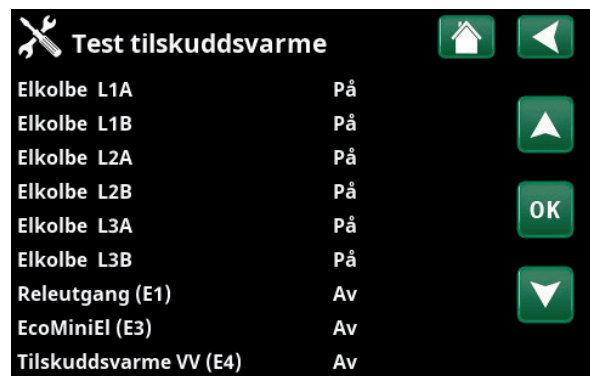 Test tilskuddsvarme
Elkolbe L1A På
Elkolbe L1B På
Elkolbe L2A På
Elkolbe L2B På
Elkolbe L3A På
Elkolbe L3B På
Releutgang (E1) Av
EcoMiniEl (E3) Av
Tilskuddsvarme VV (E4) Av
OK